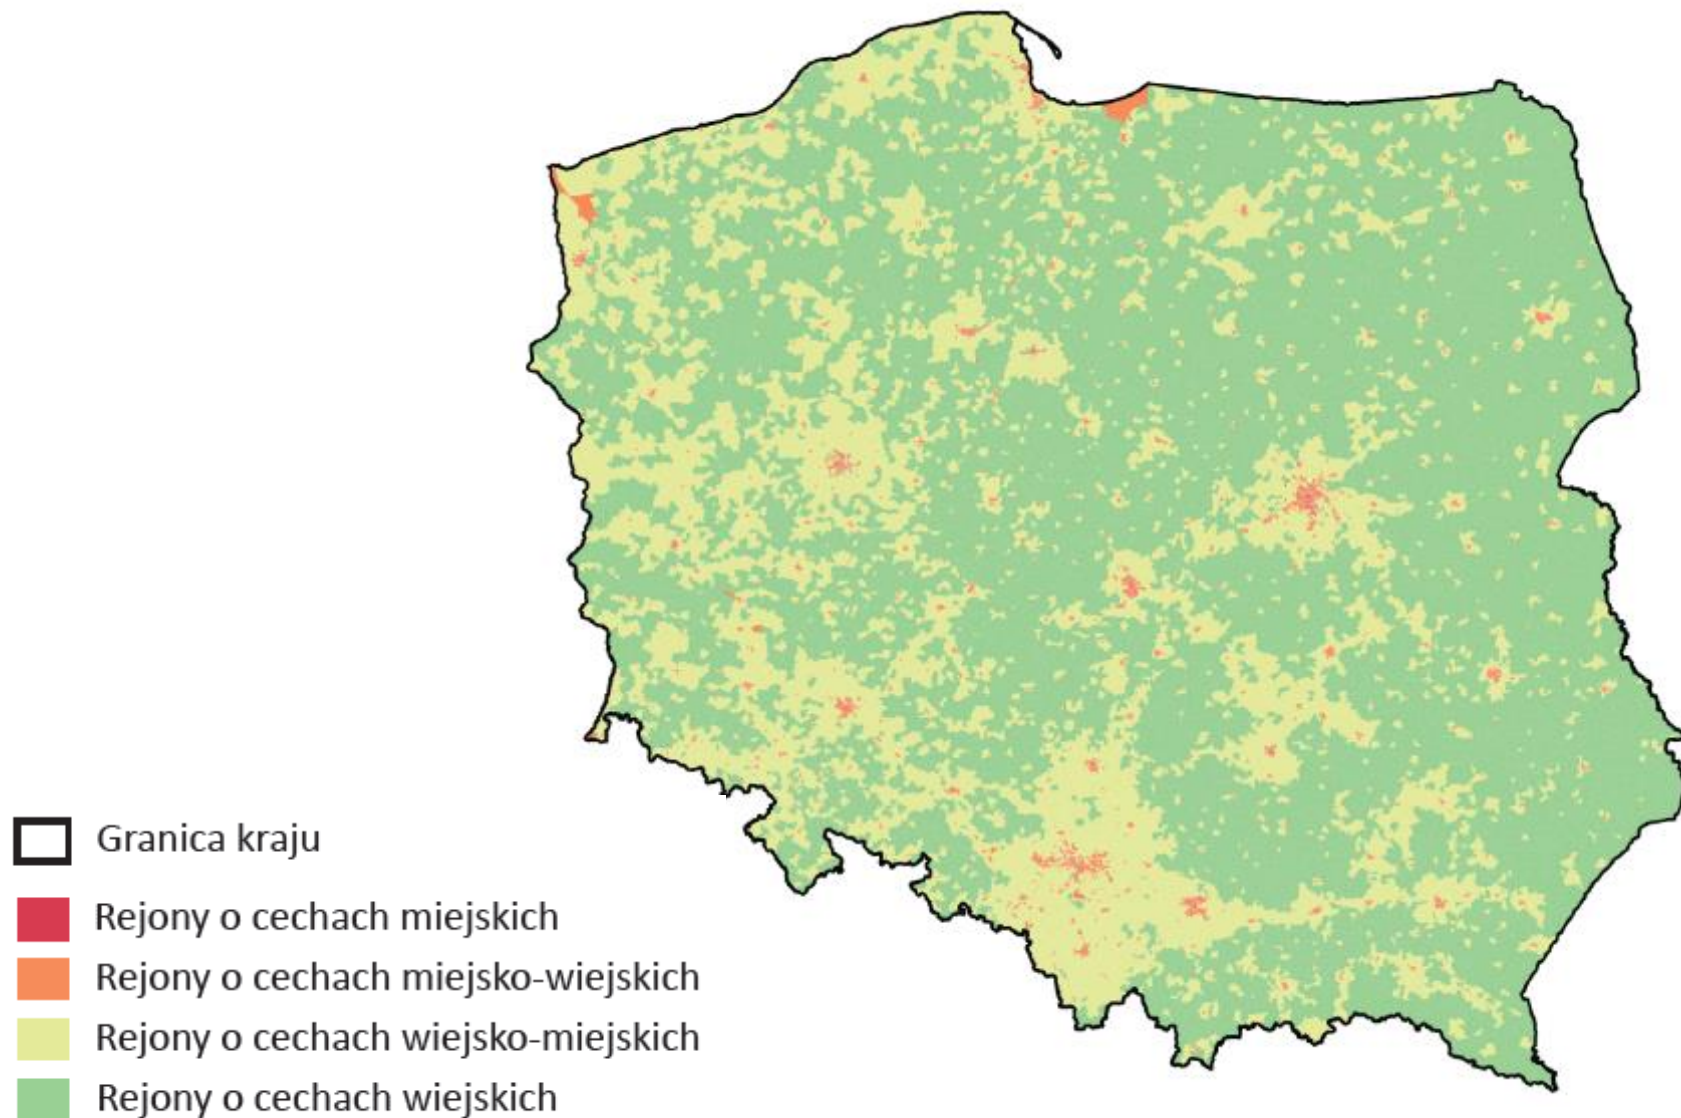 Granica kraju
Rejony o cechach miejskich
Rejony o cechach miejsko-wiejskich
Rejony o cechach wiejsko-miejskich
Rejony o cechach wiejskich